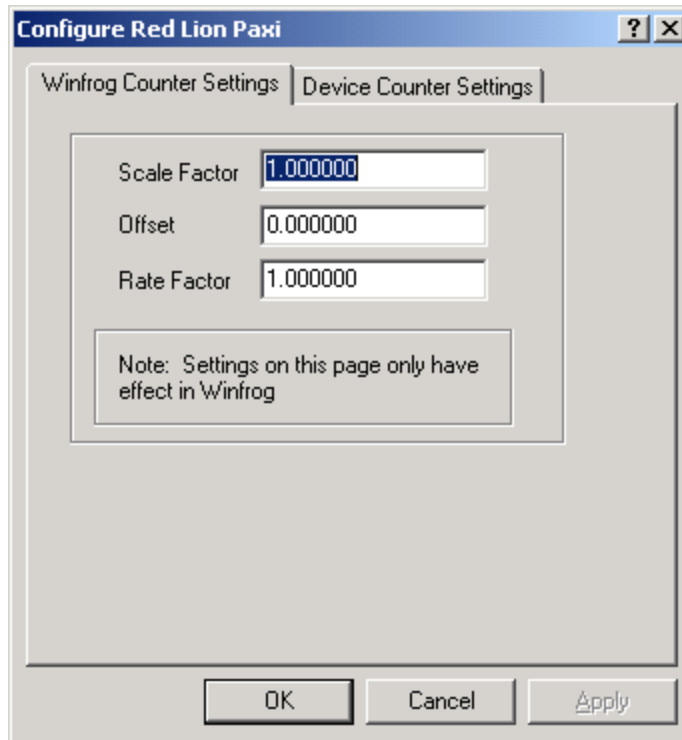 Configure Red Lion Paxi
Winfrog Counter Settings
Device Counter Settings
Scale Factor 1.000000
Offset 0.000000
Rate Factor 1.000000
Note: Settings on this page only have
effect in Winfrog
OK Cancel Apply